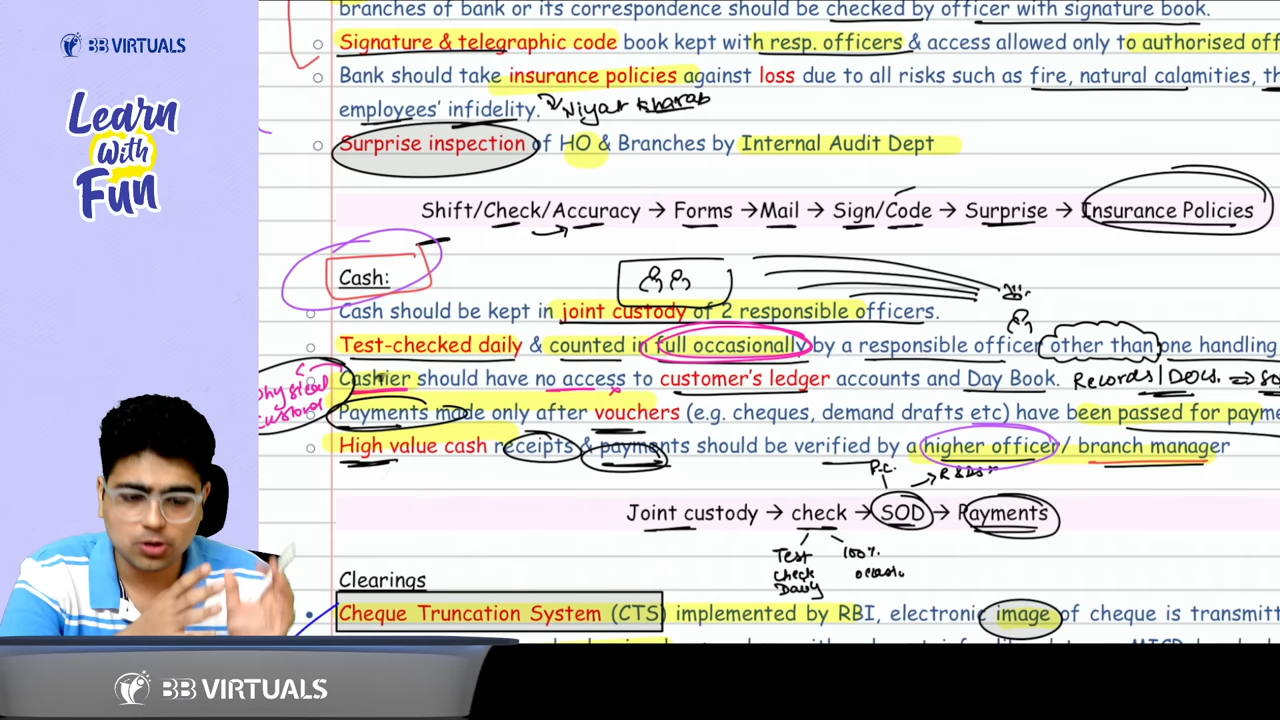 BB VIRTUALS
Learn
With
Fun
branches of bank or its correspondence should be checked by officer with signature book.
Signature & telegraphic code book kept with resp. officers & access allowed only to authorised off
Bank should take insurance policies against loss due to all risks such as fire, natural calamities, th
employees' infidelity. Niyat kharab
Surprise inspection of HO & Branches by Internal Audit Dept
Shift/Check/Accuracy → Forms →Mail → Sign/Code → Surprise → Insurance Policies
Cash:
Cash should be kept in joint custody of 2 responsible officers.
Test-checked daily & counted in full occasionally by a responsible officer other than one handling
Cashier should have no access to customer's ledger accounts and Day Book. Records/Docs. ⇒ SO
physical
Payments made only after vouchers (e.g. cheques, demand drafts etc) have been passed for payme
High value cash receipts & payments should be verified by a higher officer/ branch manager
P.C.
Joint custody → check → SOD → Payments
Test 100%
check
Daily
Clearings
Cheque Truncation System (CTS) implemented by RBI, electronic image of cheque is transmitt
BB VIRTUALS